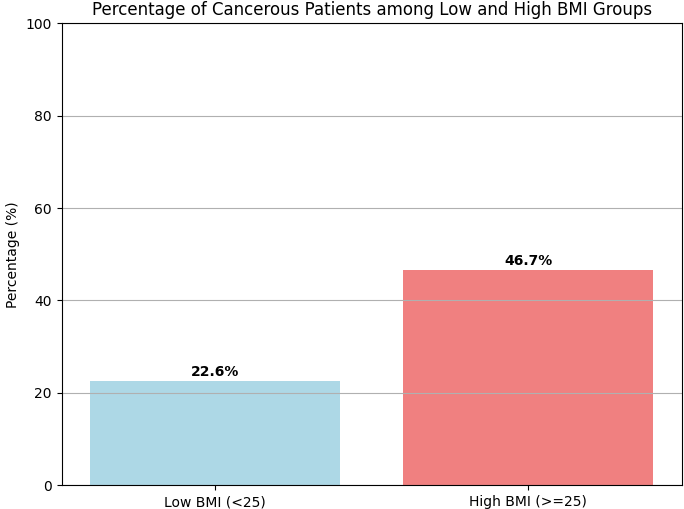 Percentage of Cancerous Patients among Low and High BMI Groups
100
80
60
40
20
0
Percentage (%)
22.6%
46.7%
Low BMI (<25)
High BMI (>=25)